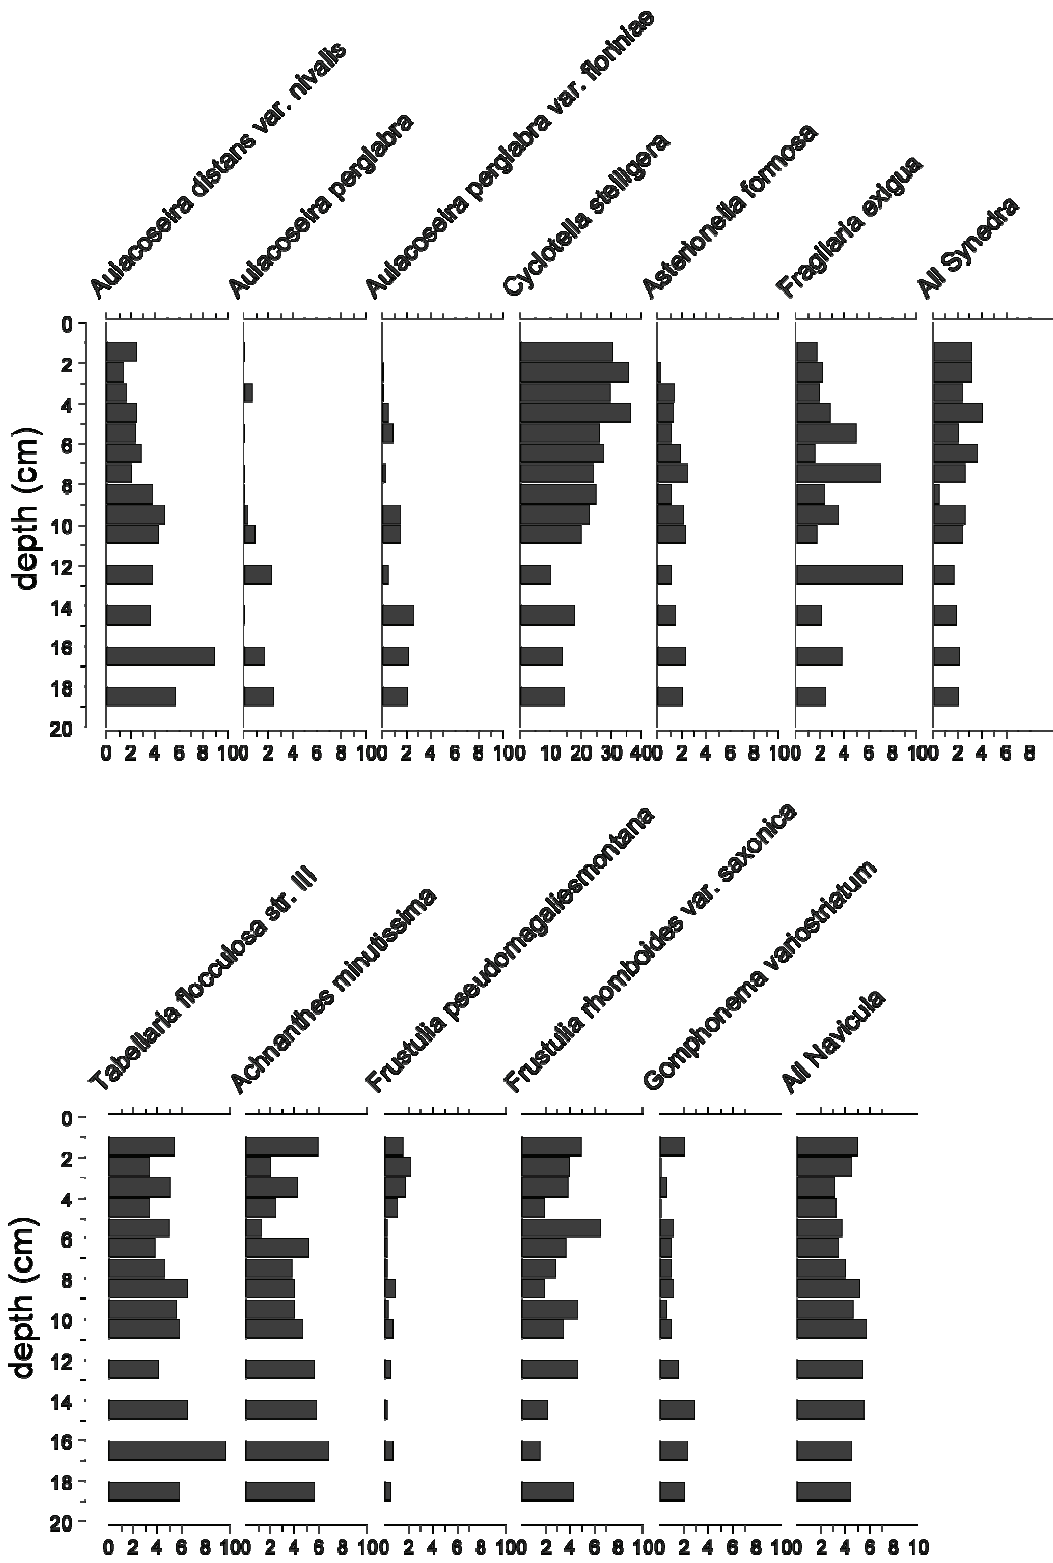 Aulacoseira distans var. nivalis
Aulacoseira perglabra
Aulacoseira perglabra var. floriniae
Cyclotella stelligera
Asterionella formosa
Fragilaria exigua
All Synedra
depth (cm)
0
2
4
6
8
10
12
14
16
18
20
0 2 4 6 8 10 0 2 4 6 8 10 0 2 4 6 8 10 0 10 20 30 40 0 2 4 6 8 10 0 2 4 6 8 10 0 2 4 6 8
Tabellaria flocculosa str. III
Achnanthes minutissima
Frustulia pseudomagaliesmontana
Frustulia rhomboides var. saxonica
Gomphonema variostriatum
All Navicula
depth (cm)
0
2
4
6
8
10
12
14
16
18
20
0 2 4 6 8 10 0 2 4 6 8 10 0 2 4 6 8 10 0 2 4 6 8 10 0 2 4 6 8 10 0 2 4 6 8 10